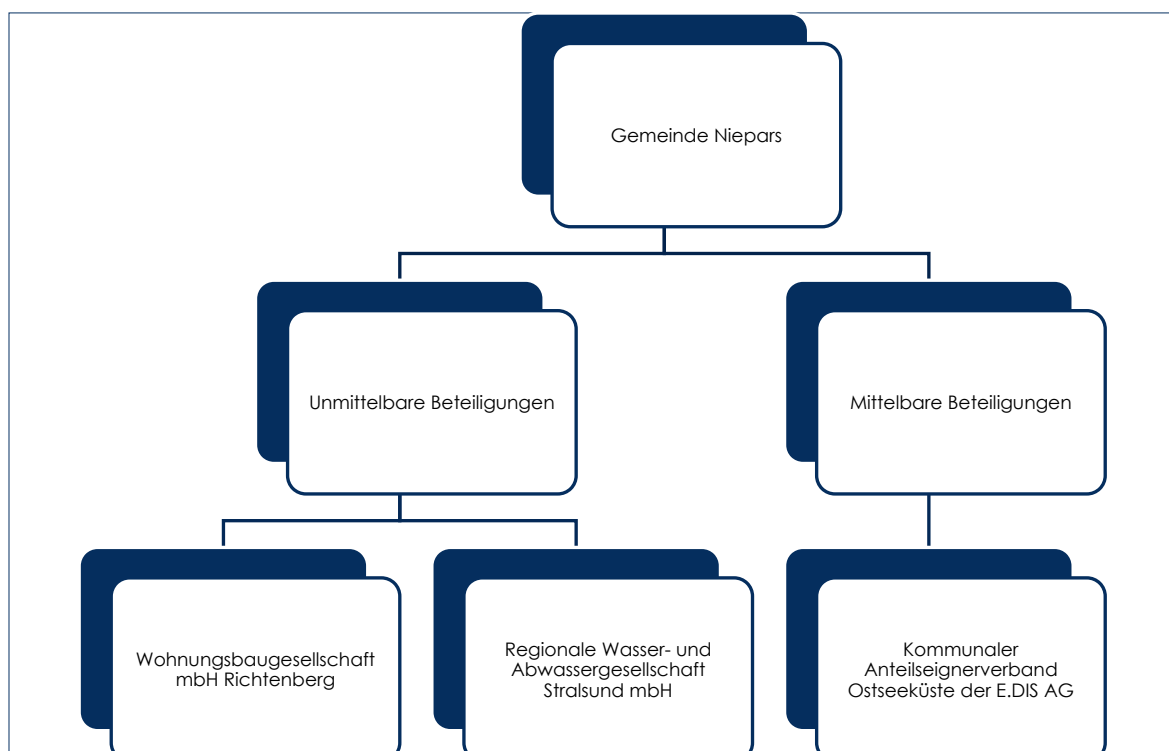 Gemeinde Niepars
Unmittelbare Beteiligungen
Mittelbare Beteiligungen
Wohnungsbaugesellschaft
mbH Richtenberg
Regionale Wasser- und
Abwassergesellschaft
Stralsund mbH
Kommunaler
Anteilseignerverband
Ostseeküste der E.DIS AG